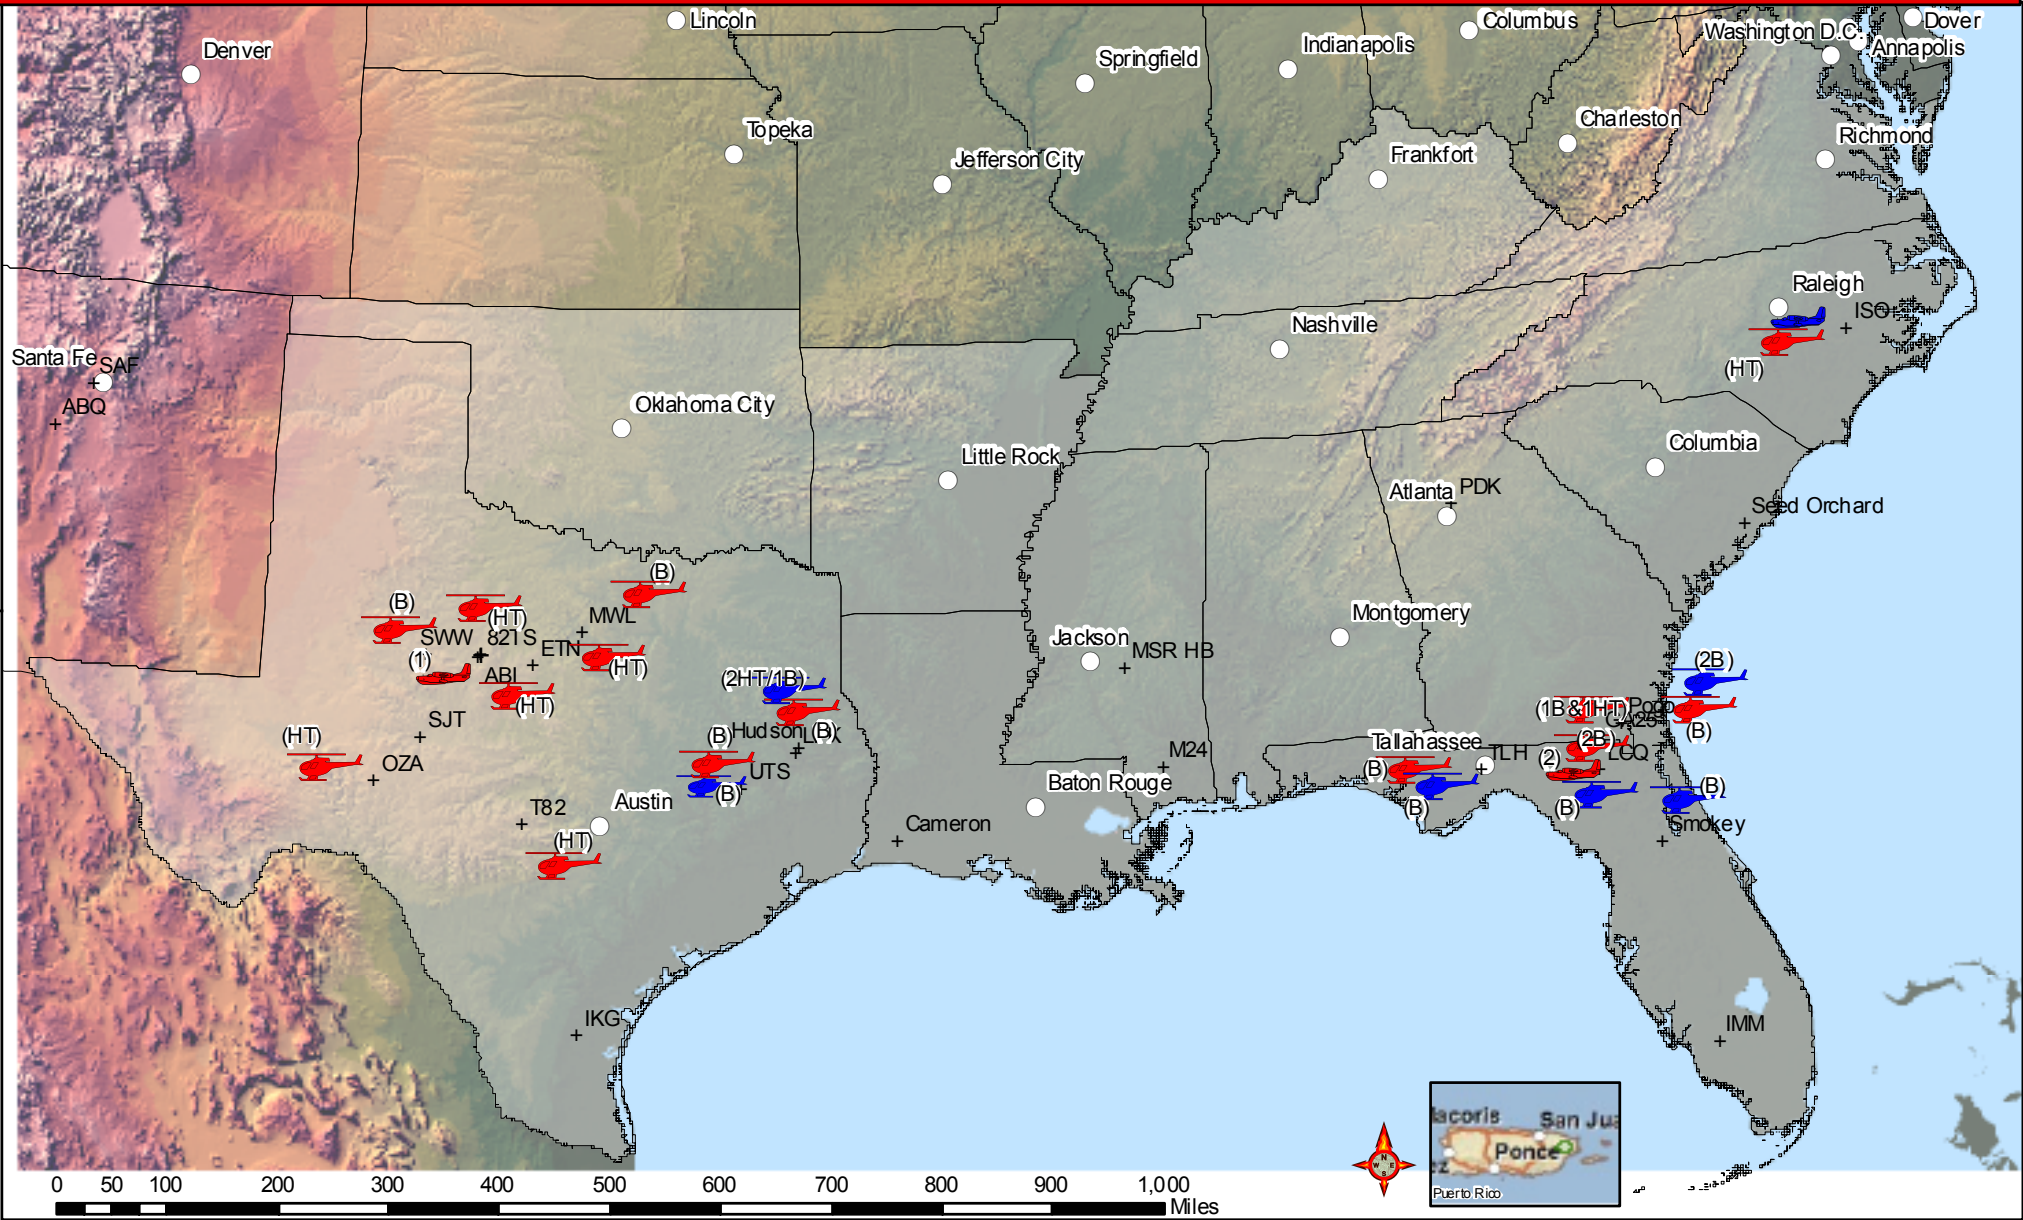 Lincoln
Columbus
Dover
Denver
Washington D.C.
Annapolis
Springfield
Indianapolis
Topeka
Charleston
Richmond
Jefferson City
Frankfort
Raleigh
ISO
Nashville
(HT)
Santa Fe
SAF
ABQ
Oklahoma City
Little Rock
Columbia
Atlanta
PDK
Seed Orchard
(B)
(B)
(HT)
MWL
Montgomery
SWW
821S
ETN
Jackson
MSR HB
(1)
ABI
(HT)
(2HT/1B)
(2B)
(HT)
(1B&1HT)
Pogo
SJT
Hudson
(B)
(B)
(HT)
(B)
Tallahassee
(2B)
M24
TLH
(2)
LCQ
OZA
UTS
(B)
Baton Rouge
(B)
(B)
(B)
(B)
T82
Austin
Cameron
Smokey
(HT)
IKG
IMM
Macoris
San Jua
Ponce
ez
Puerto Rico
N
W E
S
0 50 100 200 300 400 500 600 700 800 900 1,000
Miles